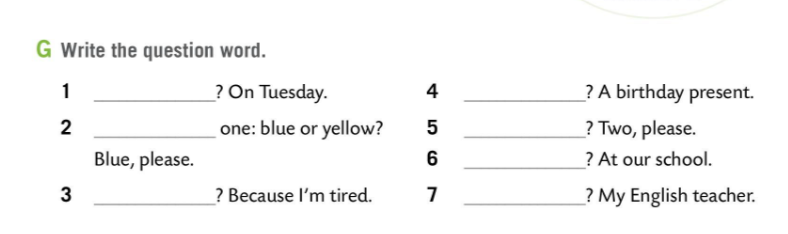 G Write the question word.
1 ____________? On Tuesday.
2 ____________ one: blue or yellow?
Blue, please.
3 ____________? Because I'm tired.
4 ____________? A birthday present.
5 ____________? Two, please.
6 ____________? At our school.
7 ____________? My English teacher.